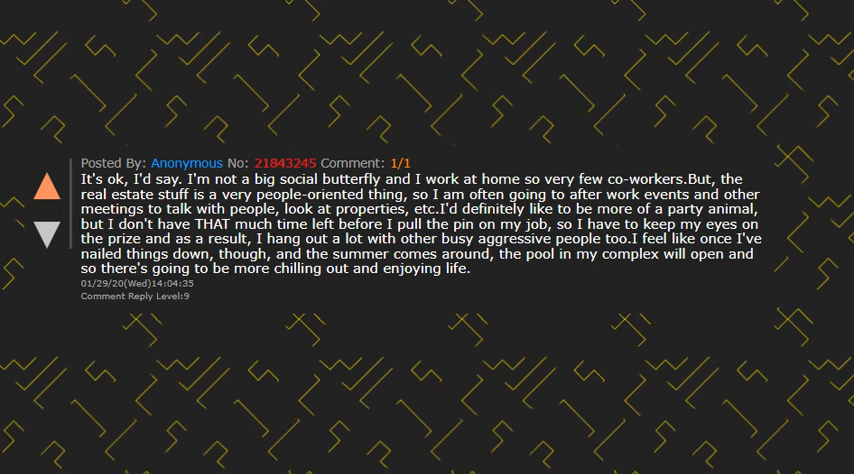 Posted By: Anonymous No: 21843245 Comment: 1/1
It's ok, I'd say. I'm not a big social butterfly and I work at home so very few co-workers.But, the
real estate stuff is a very people-oriented thing, so I am often going to after work events and other
meetings to talk with people, look at properties, etc.I'd definitely like to be more of a party animal,
but I don't have THAT much time left before I pull the pin on my job, so I have to keep my eyes on
the prize and as a result, I hang out a lot with other busy aggressive people too.I feel like once I've
nailed things down, though, and the summer comes around, the pool in my complex will open and
so there's going to be more chilling out and enjoying life.
01/29/20(Wed)14:04:35
Comment Reply Level:9